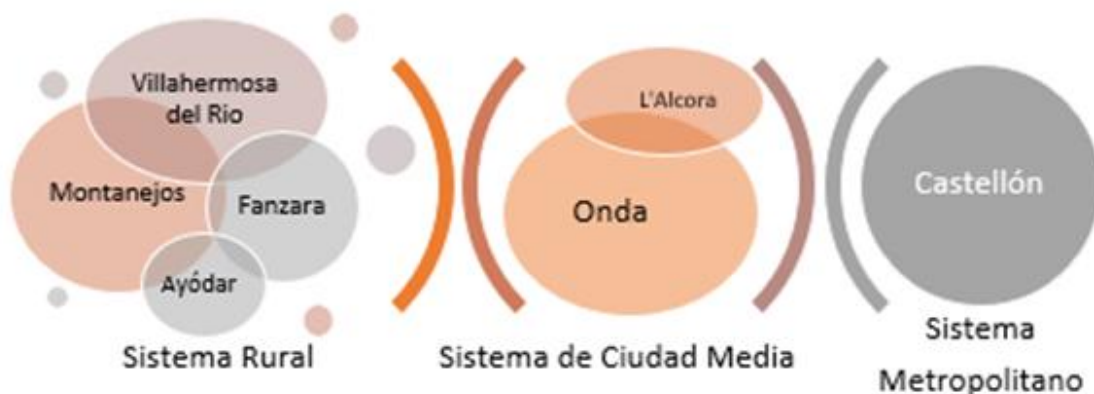 Villahermosa
del Rio
Montanejos
Fanzara
Ayódar
Sistema Rural
L'Alcora
Onda
Sistema de Ciudad Media
Castellón
Sistema
Metropolitano